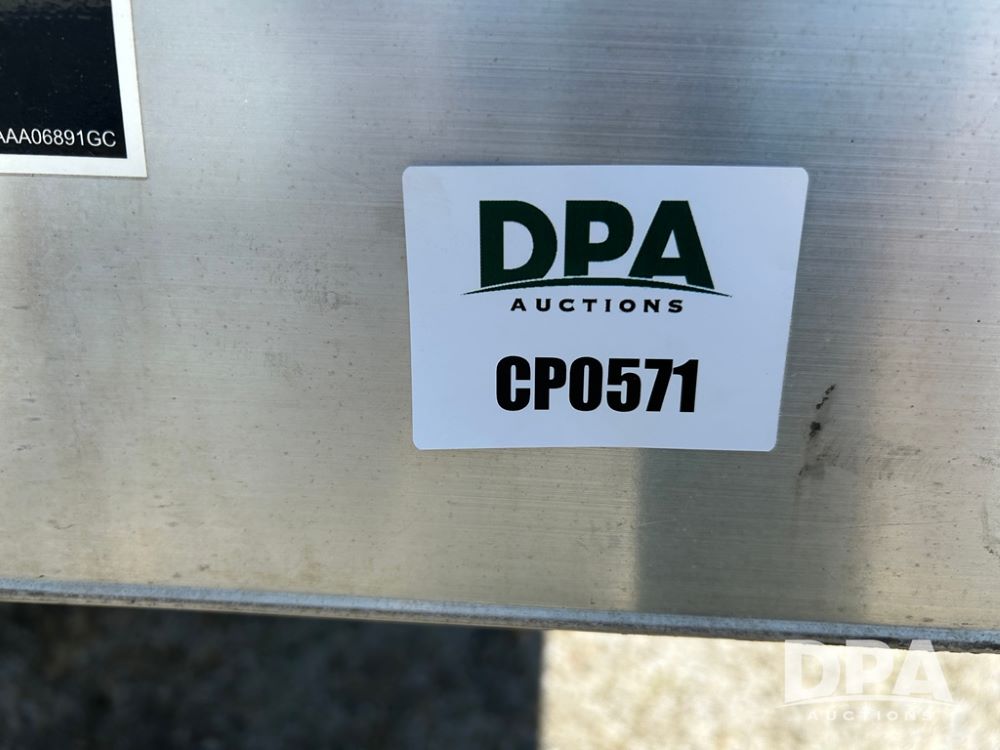 AAA06891GC
DPA
AUCTIONS
CP0571
DPA
AUCTIONS